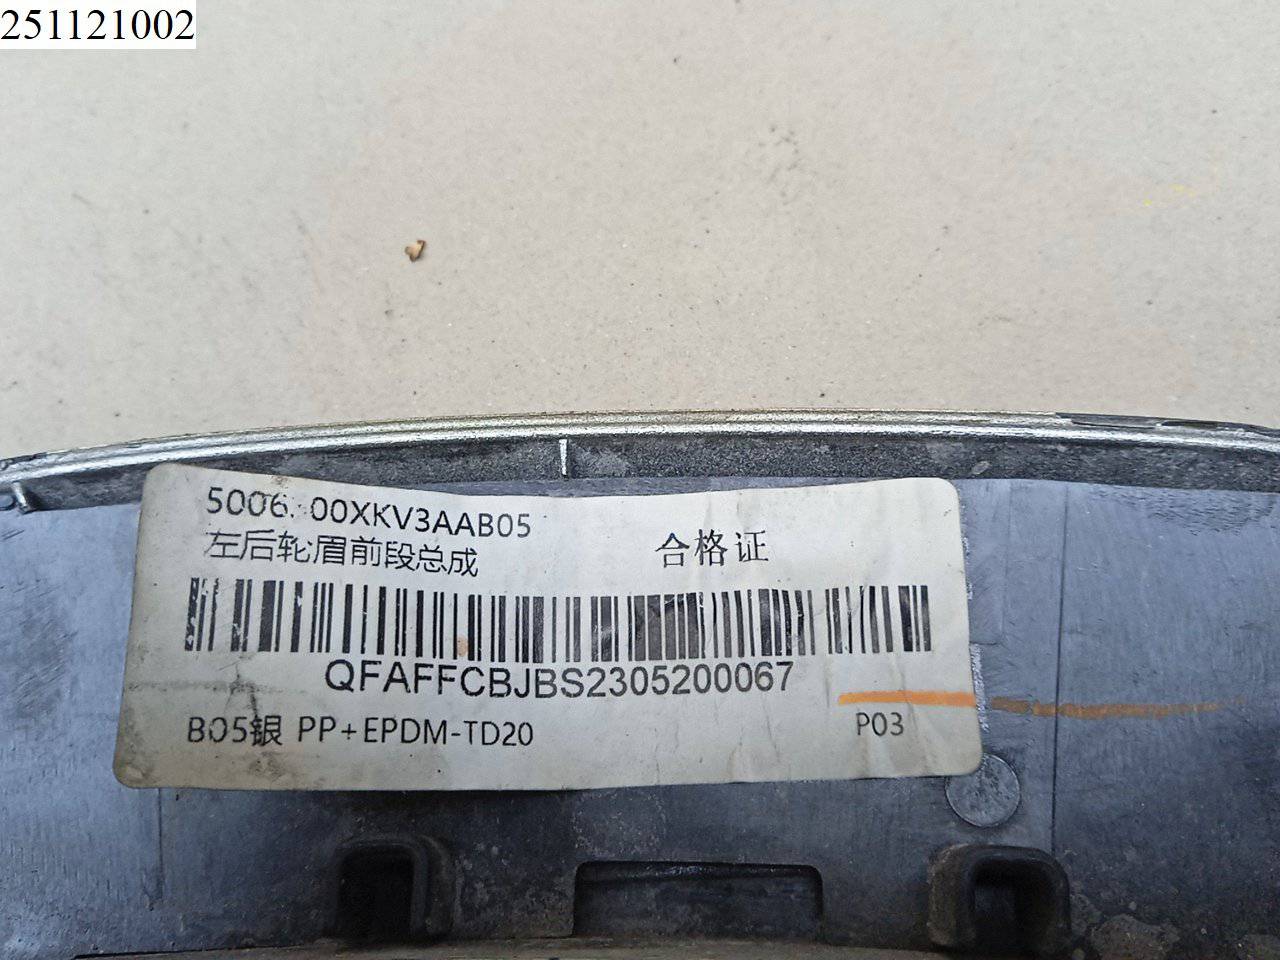 251121002
5006. 00XKV3AAB05
左后轮眉前段总成
合格证
QFAFFCBJBS2305200067
B05银 PP+EPDM-TD20
P03